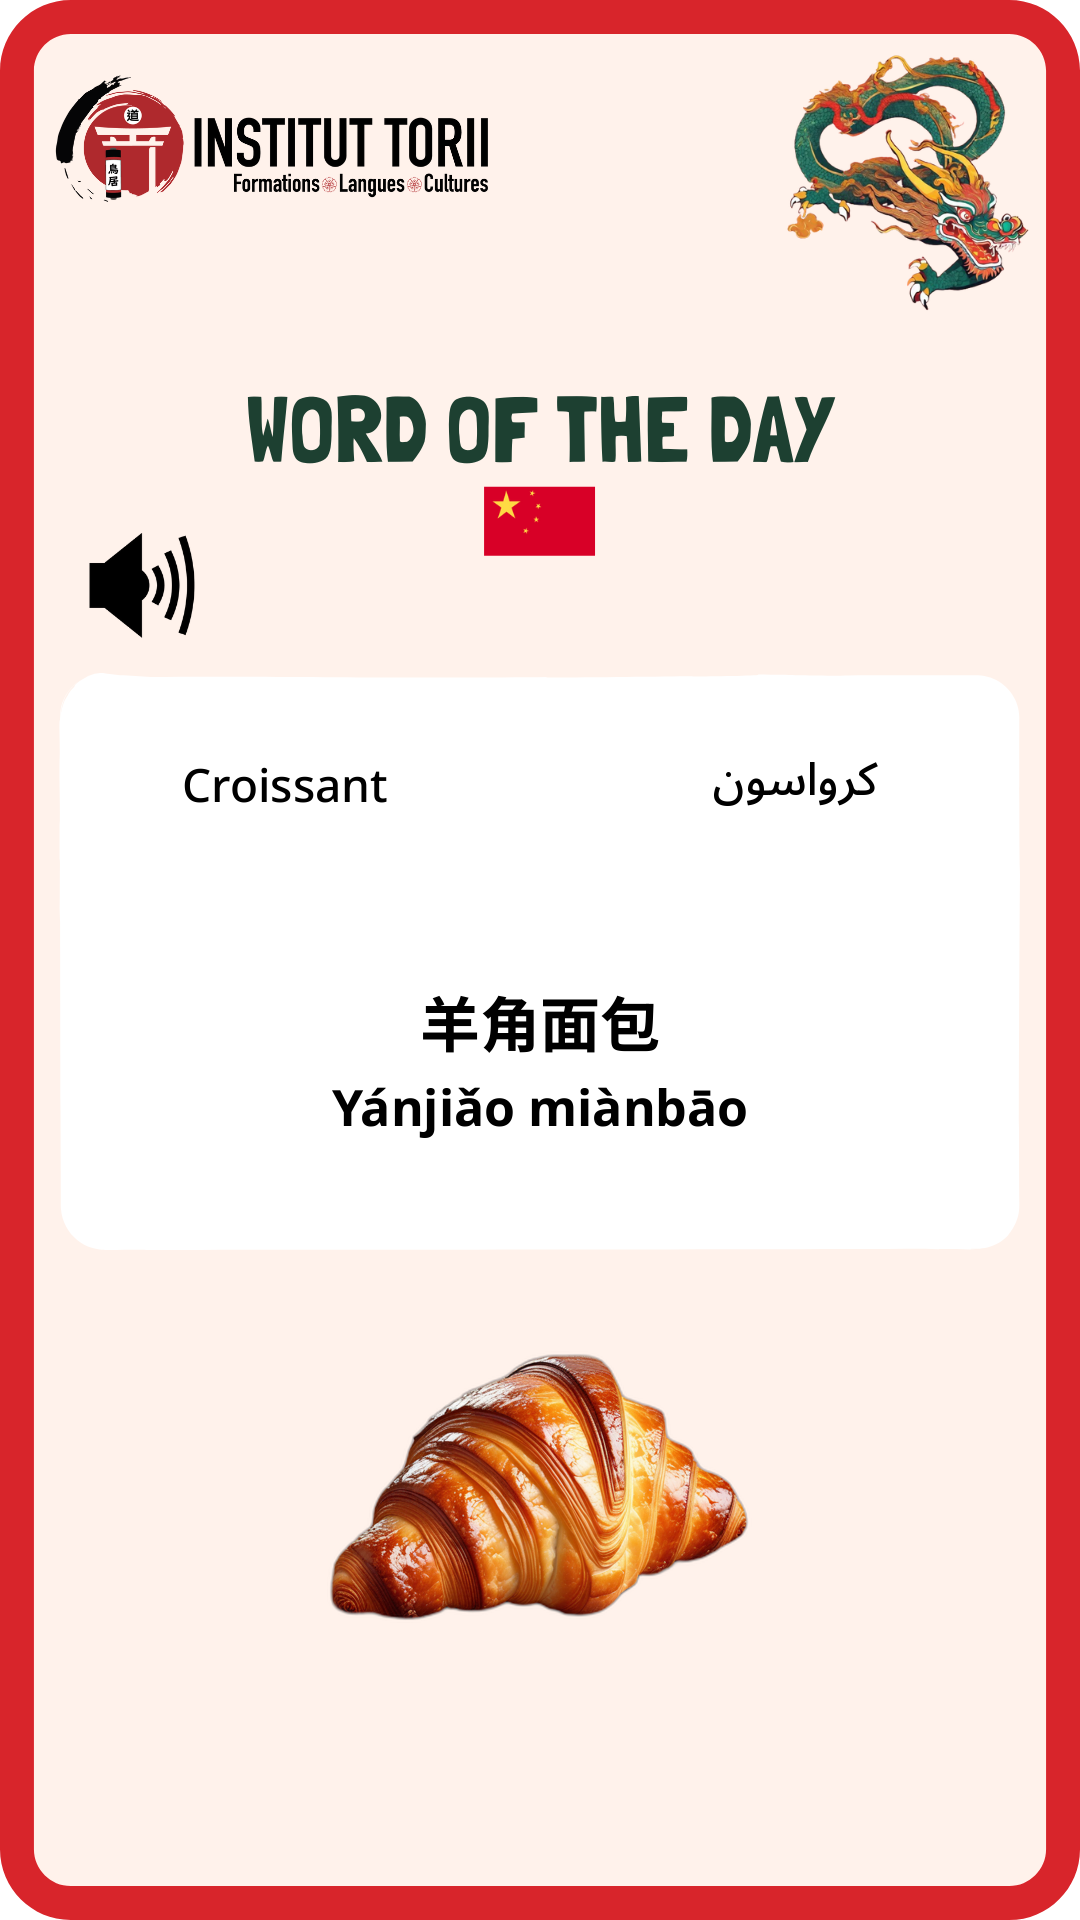 道
鳥居
INSTITUT TORII
Formations Langues Cultures
WORD OF THE DAY
Croissant
كرواسون
羊角面包
Yánjiǎo miànbāo